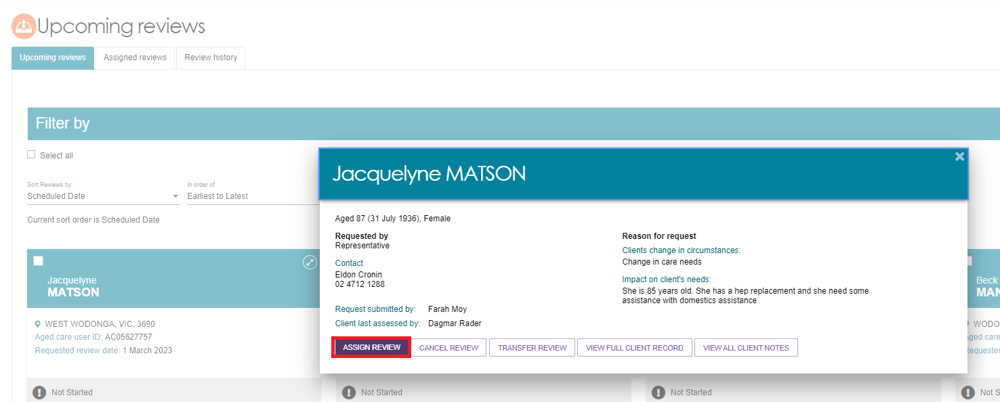 Upcoming reviews
Upcoming reviews
Assigned reviews
Review history
Filter by
Select all
Sort Reviews by:
Scheduled Date
in order of
Earliest to Latest
Current sort order is Scheduled Date
Jacquelyne
MATSON
WEST WODONGA, VIC, 3690
Aged care user ID: AC05627757
Requested review date: 1 March 2023
Not Started
Jacquelyne MATSON
Aged 87 (31 July 1936), Female
Requested by
Representative
Contact
Eldon Cronin
02 4712 1288
Request submitted by: Farah Moy
Client last assessed by: Dagmar Rader
Reason for request
Clients change in circumstances:
Change in care needs
Impact on client's needs:
She is 85 years old. She has a hep replacement and she need some
assistance with domestics assistance
ASSIGN REVIEW
CANCEL REVIEW
TRANSFER REVIEW
VIEW FULL CLIENT RECORD
VIEW ALL CLIENT NOTES
Not Started
Not Started
Beck
Requested
Not